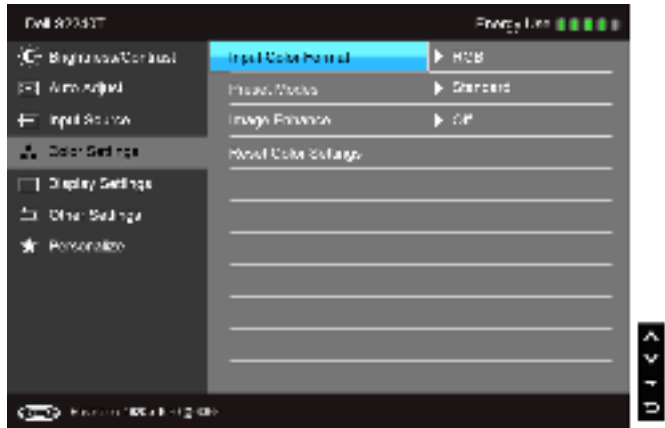 Dell S2240T
Energy Use
Brightness/Contrast
Auto Adjust
Input Source
Color Settings
Display Settings
Other Settings
Personalize
Input Color Format
RGB
Preset Modes
Standard
Image Enhance
Off
Reset Color Settings